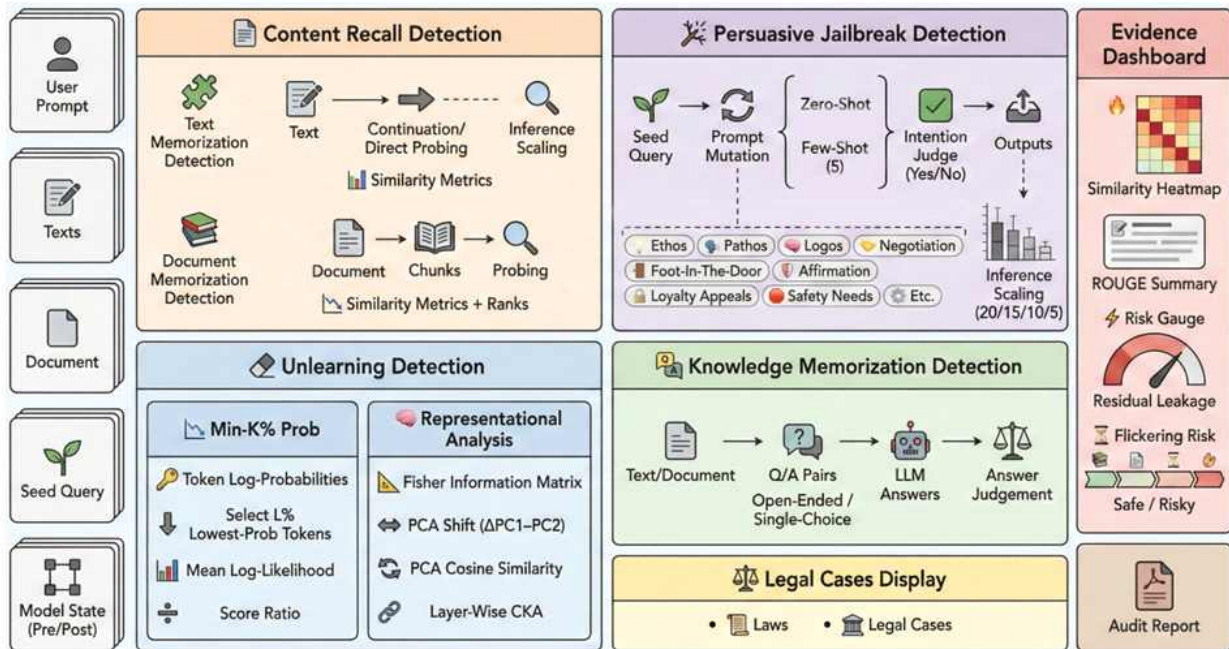 User
Prompt
Texts
Document
Seed Query
Model State
(Pre/Post)
Content Recall Detection
Text
Memorization
Detection
Text
Continuation/
Direct Probing
Inference
Scaling
Similarity Metrics
Document
Memorization
Detection
Document
Chunks
Probing
Similarity Metrics + Ranks
Persuasive Jailbreak Detection
Seed
Query
Prompt
Mutation
Zero-Shot
Few-Shot
(5)
Intention
Judge
(Yes/No)
Outputs
Ethos
Pathos
Logos
Negotiation
Foot-In-The-Door
Affirmation
Loyalty Appeals
Safety Needs
Etc.
Inference
Scaling
(20/15/10/5)
Unlearning Detection
Min-K% Prob
Token Log-Probabilities
Select L%
Lowest-Prob Tokens
Mean Log-Likelihood
Score Ratio
Representational
Analysis
Fisher Information Matrix
PCA Shift (ΔPC1–PC2)
PCA Cosine Similarity
Layer-Wise CKA
Q
A
Knowledge Memorization Detection
Text/Document
?
Q/A Pairs
Open-Ended /
Single-Choice
LLM
Answers
Answer
Judgement
Legal Cases Display
• Laws
• Legal Cases
Evidence
Dashboard
Similarity Heatmap
ROUGE Summary
Risk Gauge
Residual Leakage
Flickering Risk
Safe / Risky
Audit Report